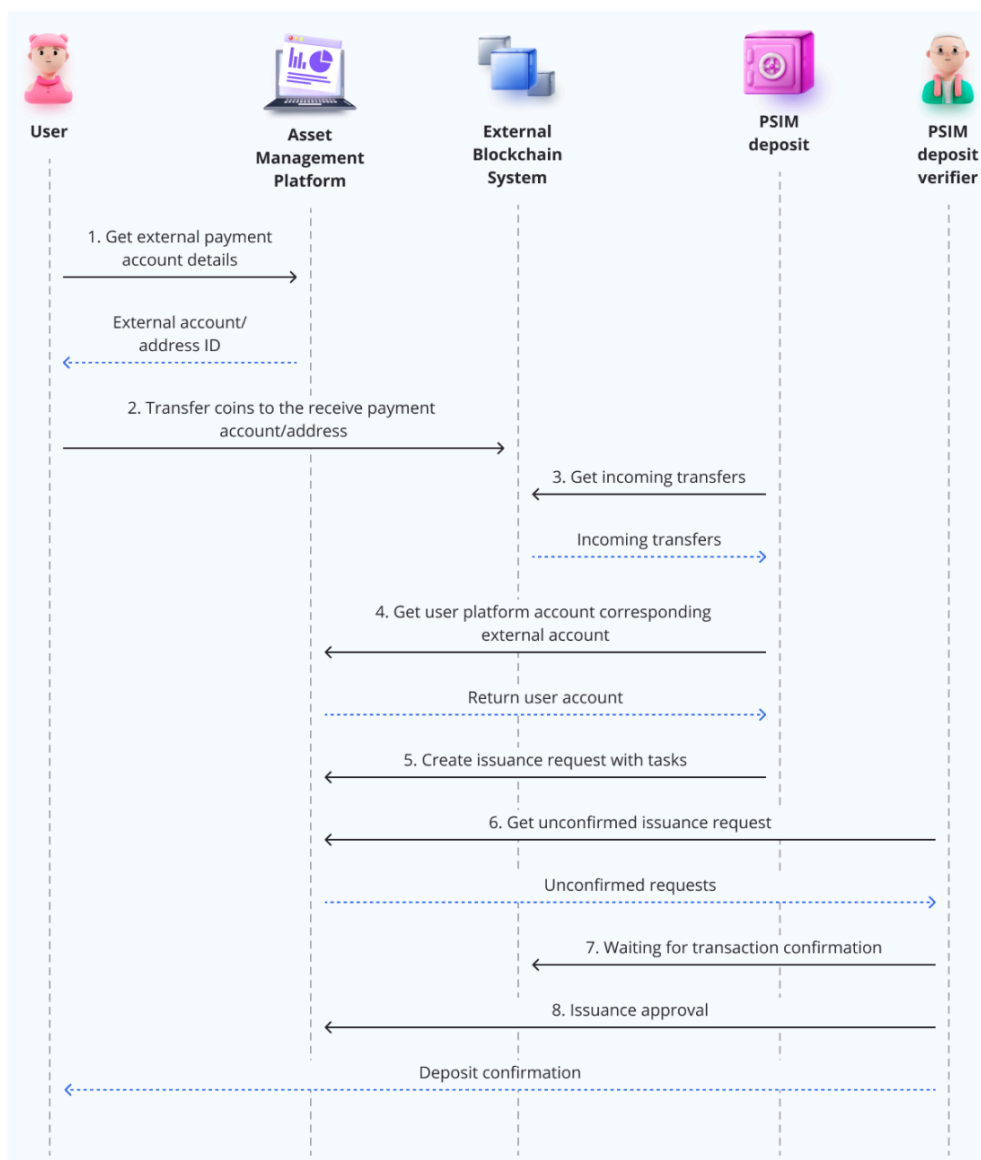 User
Asset
Management
Platform
External
Blockchain
System
PSIM
deposit
PSIM
deposit
verifier
1. Get external payment
account details
External account/
address ID
2. Transfer coins to the receive payment
account/address
3. Get incoming transfers
Incoming transfers
4. Get user platform account corresponding
external account
Return user account
5. Create issuance request with tasks
6. Get unconfirmed issuance request
Unconfirmed requests
7. Waiting for transaction confirmation
8. Issuance approval
Deposit confirmation